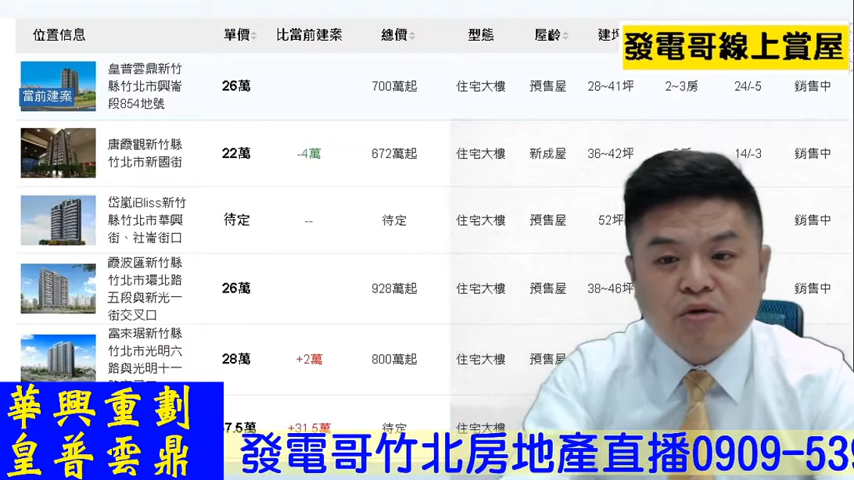 位置信息 單價 比當前建案 總價 型態 屋齡 建坪
發電哥線上賞屋
當前建案
皇普雲鼎新竹
縣竹北市興崙
段854地號
26萬 700萬起 住宅大樓 預售屋 28~41坪 2~3房 24/-5 銷售中
唐霞觀新竹縣
竹北市新國街
22萬 -4萬 672萬起 住宅大樓 新成屋 36~42坪 14/-3 銷售中
岱嵐iBliss新竹
縣竹北市華興
街、社崙街口
待定 -- 待定 住宅大樓 預售屋 52坪 銷售中
霞波匯新竹縣
竹北市環北路
五段與新光一
街交叉口
26萬 928萬起 住宅大樓 預售屋 38~46坪 銷售中
富來琚新竹縣
竹北市光明六
路與光明十一
28萬 +2萬 800萬起 住宅大樓 預售屋 銷售中
7.5萬 +31.5萬 待定 住宅大樓
華興重劃
皇普雲鼎
發電哥竹北房地產直播0909-539